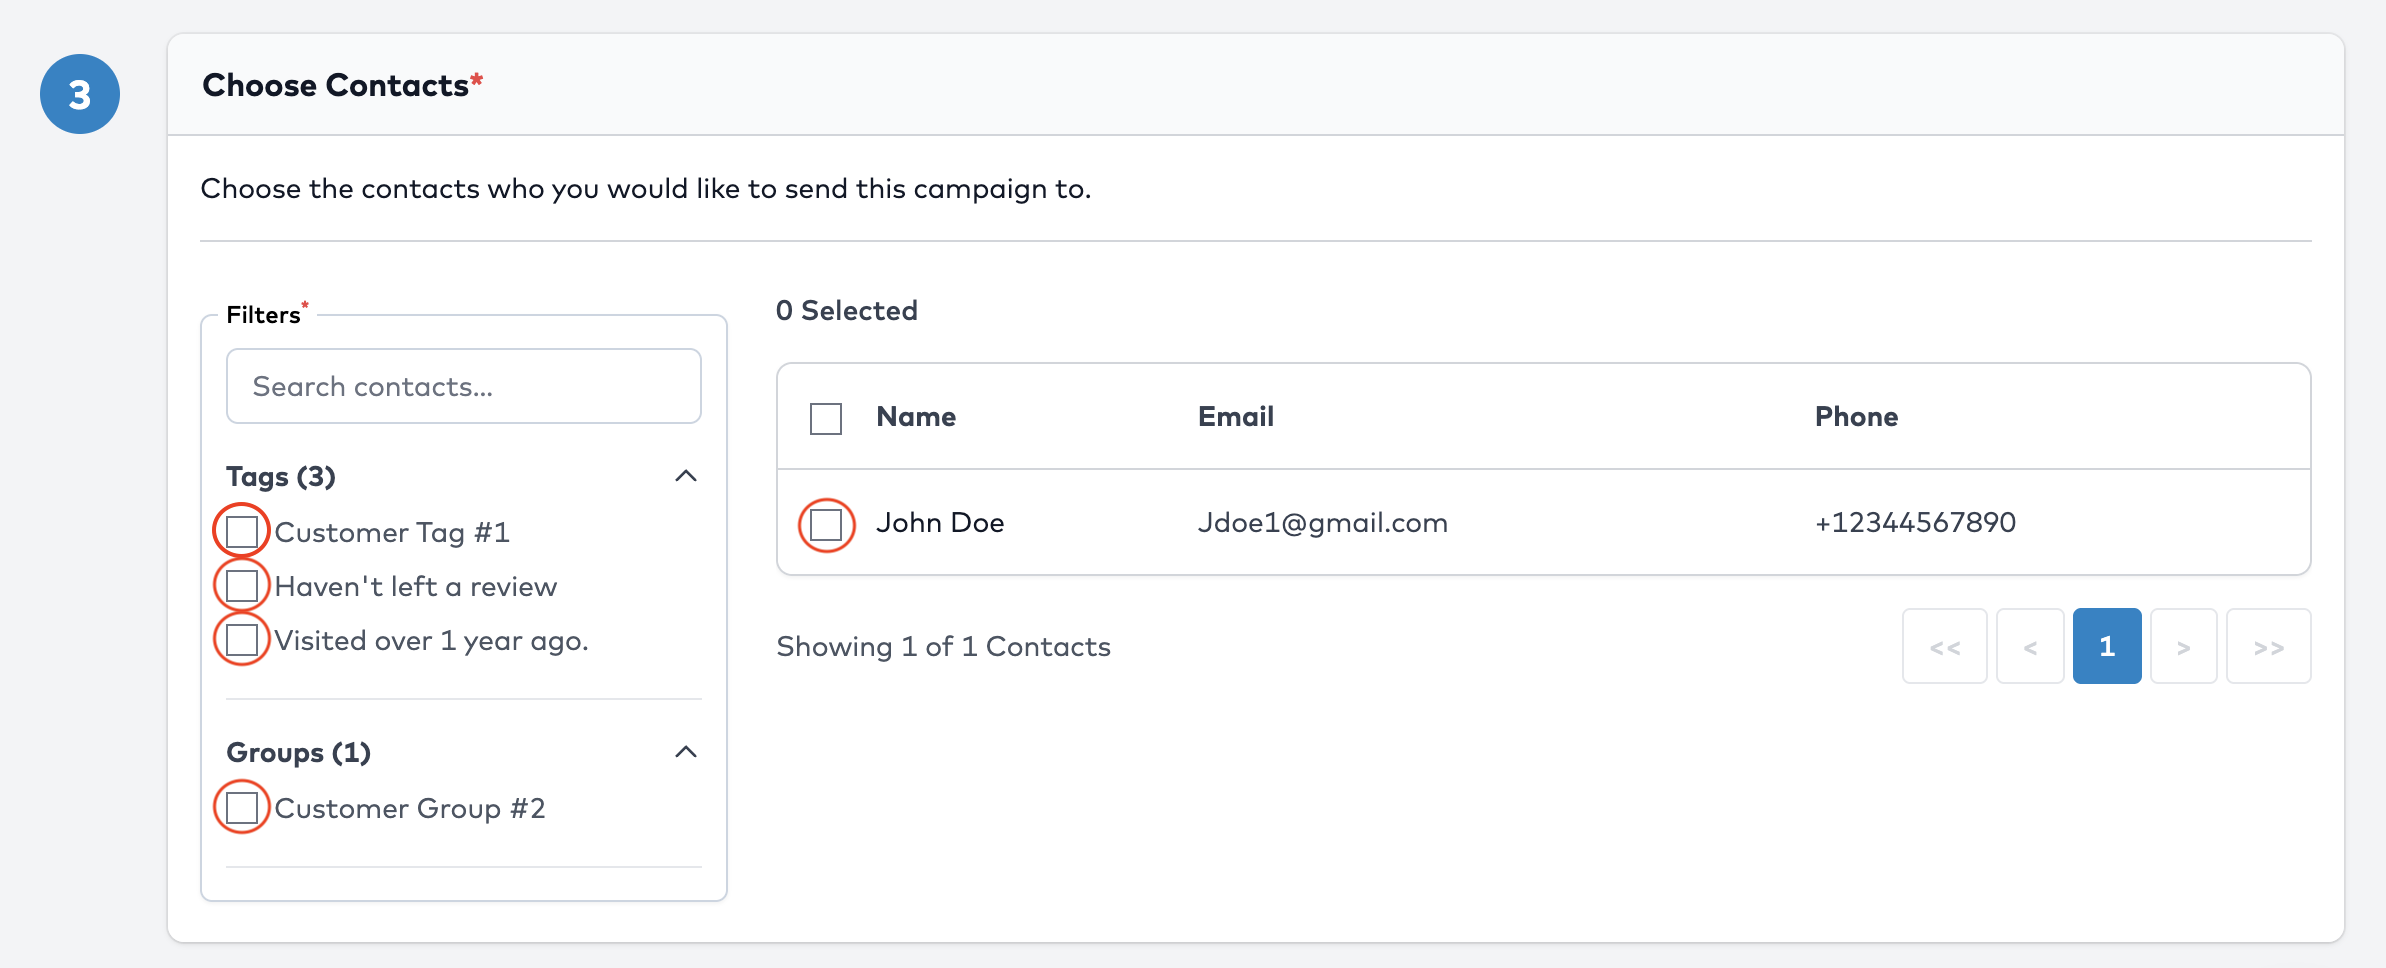 3
Choose Contacts*
Choose the contacts who you would like to send this campaign to.
Filters*
Search contacts...
Tags (3)
Customer Tag #1
Haven't left a review
Visited over 1 year ago.
Groups (1)
Customer Group #2
0 Selected
Name Email Phone
John Doe Jdoe1@gmail.com +12344567890
Showing 1 of 1 Contacts
<< < 1 > >>